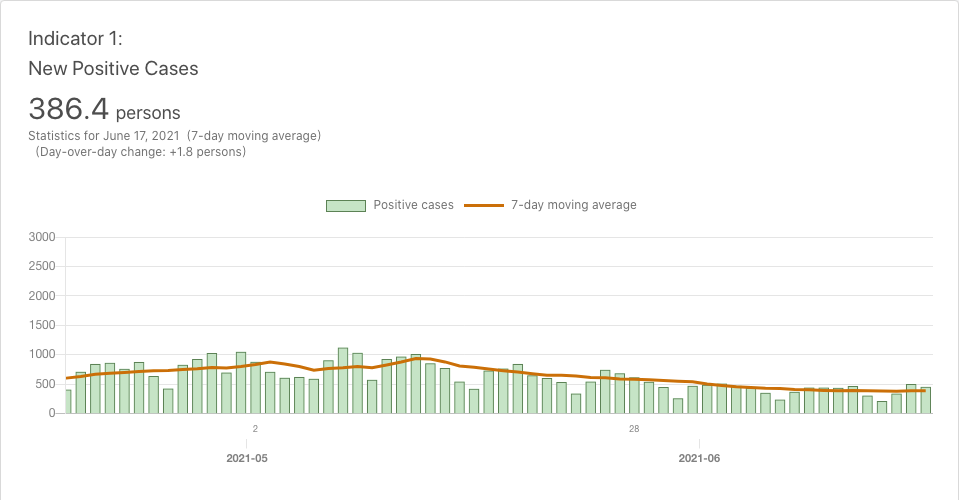 Indicator 1:
New Positive Cases
386.4 persons
Statistics for June 17, 2021 (7-day moving average)
(Day-over-day change: +1.8 persons)
Positive cases 7-day moving average
3000
2500
2000
1500
1000
500
0
2 28
2021-05 2021-06